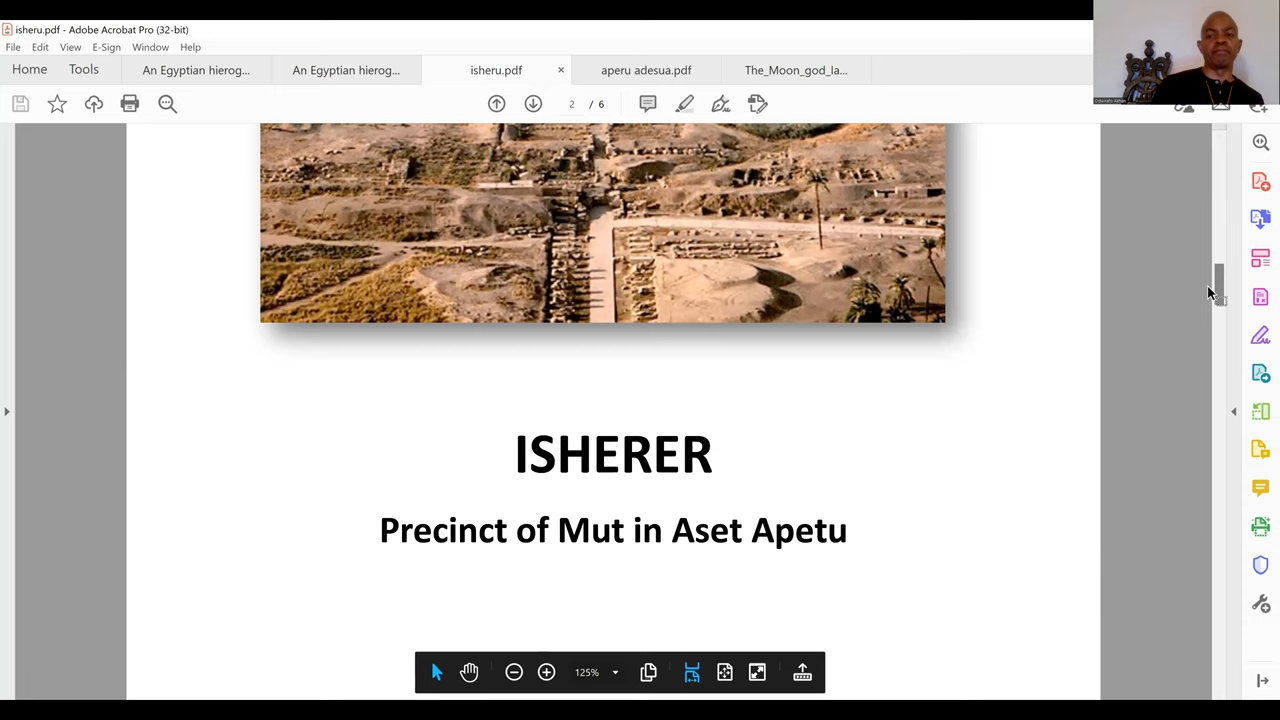 isheru.pdf - Adobe Acrobat Pro (32-bit)
File Edit View E-Sign Window Help
Home Tools An Egyptian hierog... An Egyptian hierog... isheru.pdf × aperu adesua.pdf The_Moon_god_la...
2 / 6
ISHERER
Precinct of Mut in Aset Apetu
125%